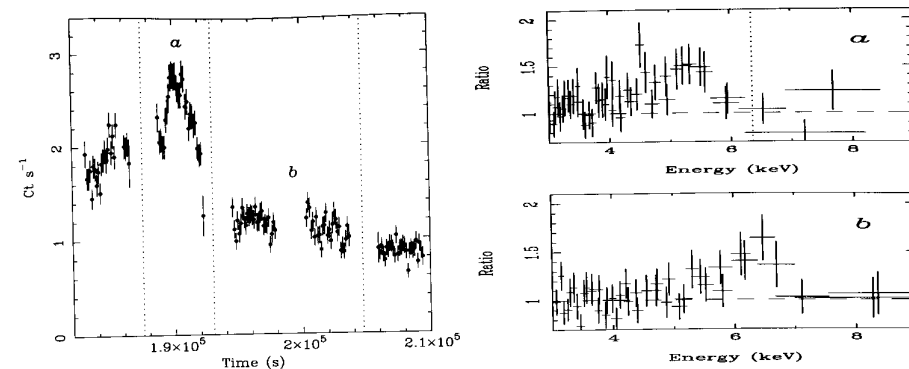 Ct s⁻¹
3
2
1
0
a
b
1.9×10⁵
2×10⁵
2.1×10⁵
Time (s)
Ratio
2
1.5
1
a
4
6
8
Energy (keV)
Ratio
2
1.5
1
b
4
6
8
Energy (keV)